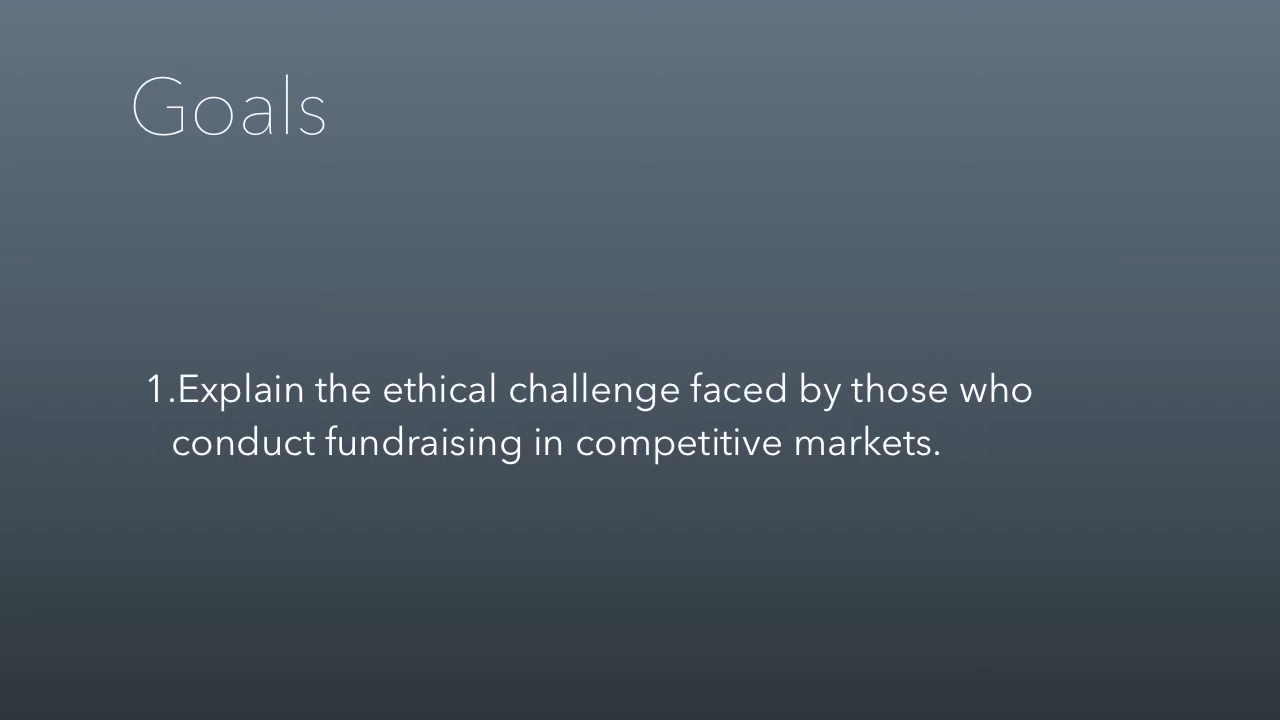 Goals
1.Explain the ethical challenge faced by those who
conduct fundraising in competitive markets.